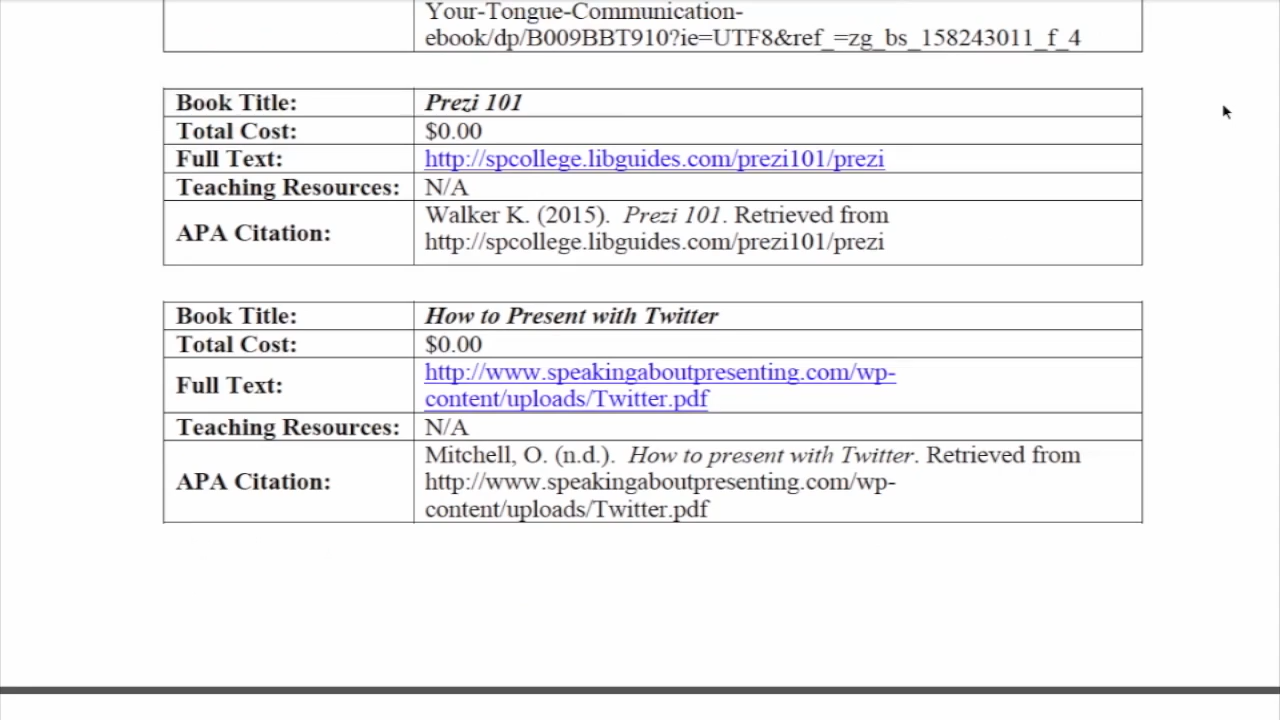 Your-Tongue-Communication-
ebook/dp/B009BBT910?ie=UTF8&ref_=zg_bs_158243011_f_4
Book Title: Prezi 101
Total Cost: $0.00
Full Text: http://spcollege.libguides.com/prezi101/prezi
Teaching Resources: N/A
APA Citation: Walker K. (2015). Prezi 101. Retrieved from
http://spcollege.libguides.com/prezi101/prezi
Book Title: How to Present with Twitter
Total Cost: $0.00
Full Text: http://www.speakingaboutpresenting.com/wp-
content/uploads/Twitter.pdf
Teaching Resources: N/A
APA Citation: Mitchell, O. (n.d.). How to present with Twitter. Retrieved from
http://www.speakingaboutpresenting.com/wp-
content/uploads/Twitter.pdf